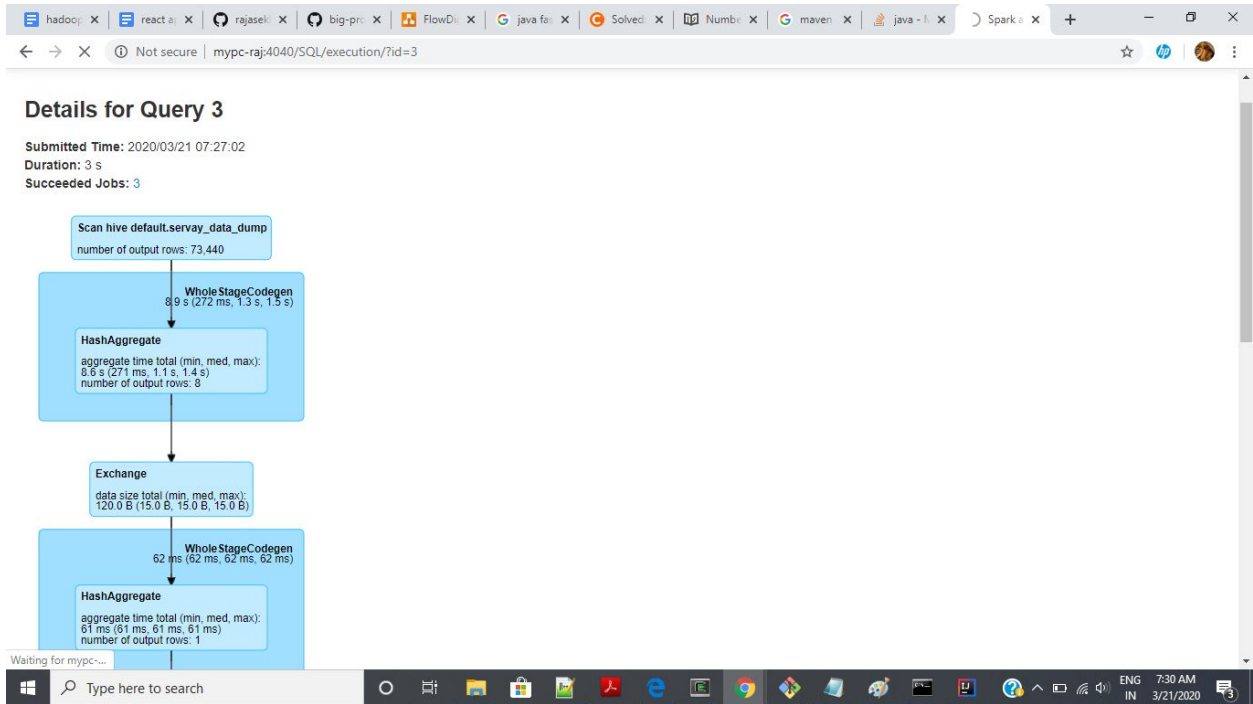 hadoop
react a
rajasek
big-pro
FlowDi
java fas
Solved:
Numbe
maven
java -
Spark a
Not secure | mypc-raj:4040/SQL/execution/?id=3
Details for Query 3
Submitted Time: 2020/03/21 07:27:02
Duration: 3 s
Succeeded Jobs: 3
Scan hive default.servay_data_dump
number of output rows: 73,440
WholeStageCodegen
8.9 s (272 ms, 1.3 s, 1.5 s)
HashAggregate
aggregate time total (min, med, max):
8.6 s (271 ms, 1.1 s, 1.4 s)
number of output rows: 8
Exchange
data size total (min, med, max):
120.0 B (15.0 B, 15.0 B, 15.0 B)
WholeStageCodegen
62 ms (62 ms, 62 ms, 62 ms)
HashAggregate
aggregate time total (min, med, max):
61 ms (61 ms, 61 ms, 61 ms)
number of output rows: 1
Waiting for mypc-...
Type here to search
ENG
IN
7:30 AM
3/21/2020
3